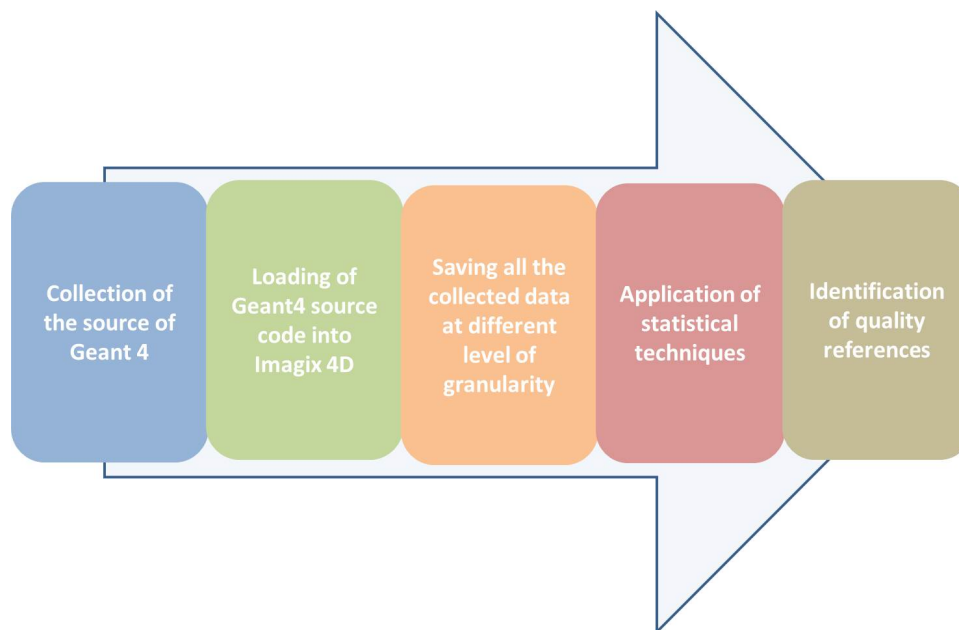 Collection of
the source of
Geant 4
Loading of
Geant4 source
code into
Imagix 4D
Saving all the
collected data
at different
level of
granularity
Application of
statistical
techniques
Identification
of quality
references